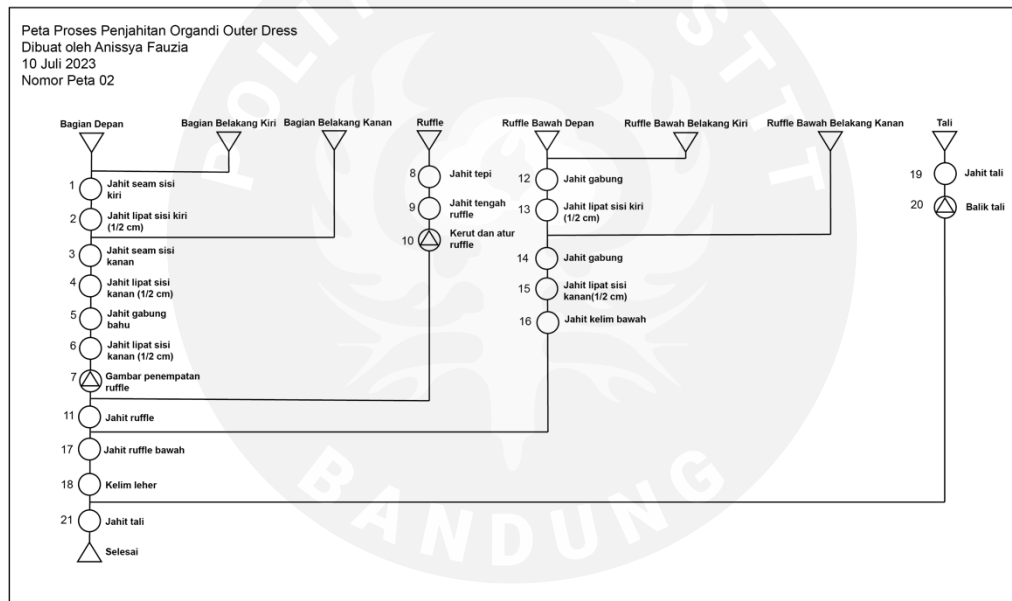 Peta Proses Penjahitan Organdi Outer Dress
Dibuat oleh Anissya Fauzia
10 Juli 2023
Nomor Peta 02
Bagian Depan
Bagian Belakang Kiri
Bagian Belakang Kanan
Ruffle
Ruffle Bawah Depan
Ruffle Bawah Belakang Kiri
Ruffle Bawah Belakang Kanan
Tali
1
Jahit seam sisi
kiri
2
Jahit lipat sisi kiri
(1/2 cm)
3
Jahit seam sisi
kanan
4
Jahit lipat sisi
kanan (1/2 cm)
5
Jahit gabung
bahu
6
Jahit lipat sisi
kanan (1/2 cm)
7
Gambar penempatan
ruffle
11
Jahit ruffle
17
Jahit ruffle bawah
18
Kelim leher
21
Jahit tali
Selesai
8
Jahit tepi
9
Jahit tengah
ruffle
10
Kerut dan atur
ruffle
12
Jahit gabung
13
Jahit lipat sisi kiri
(1/2 cm)
14
Jahit gabung
15
Jahit lipat sisi
kanan(1/2 cm)
16
Jahit kelim bawah
19
Jahit tali
20
Balik tali
BANDUNG